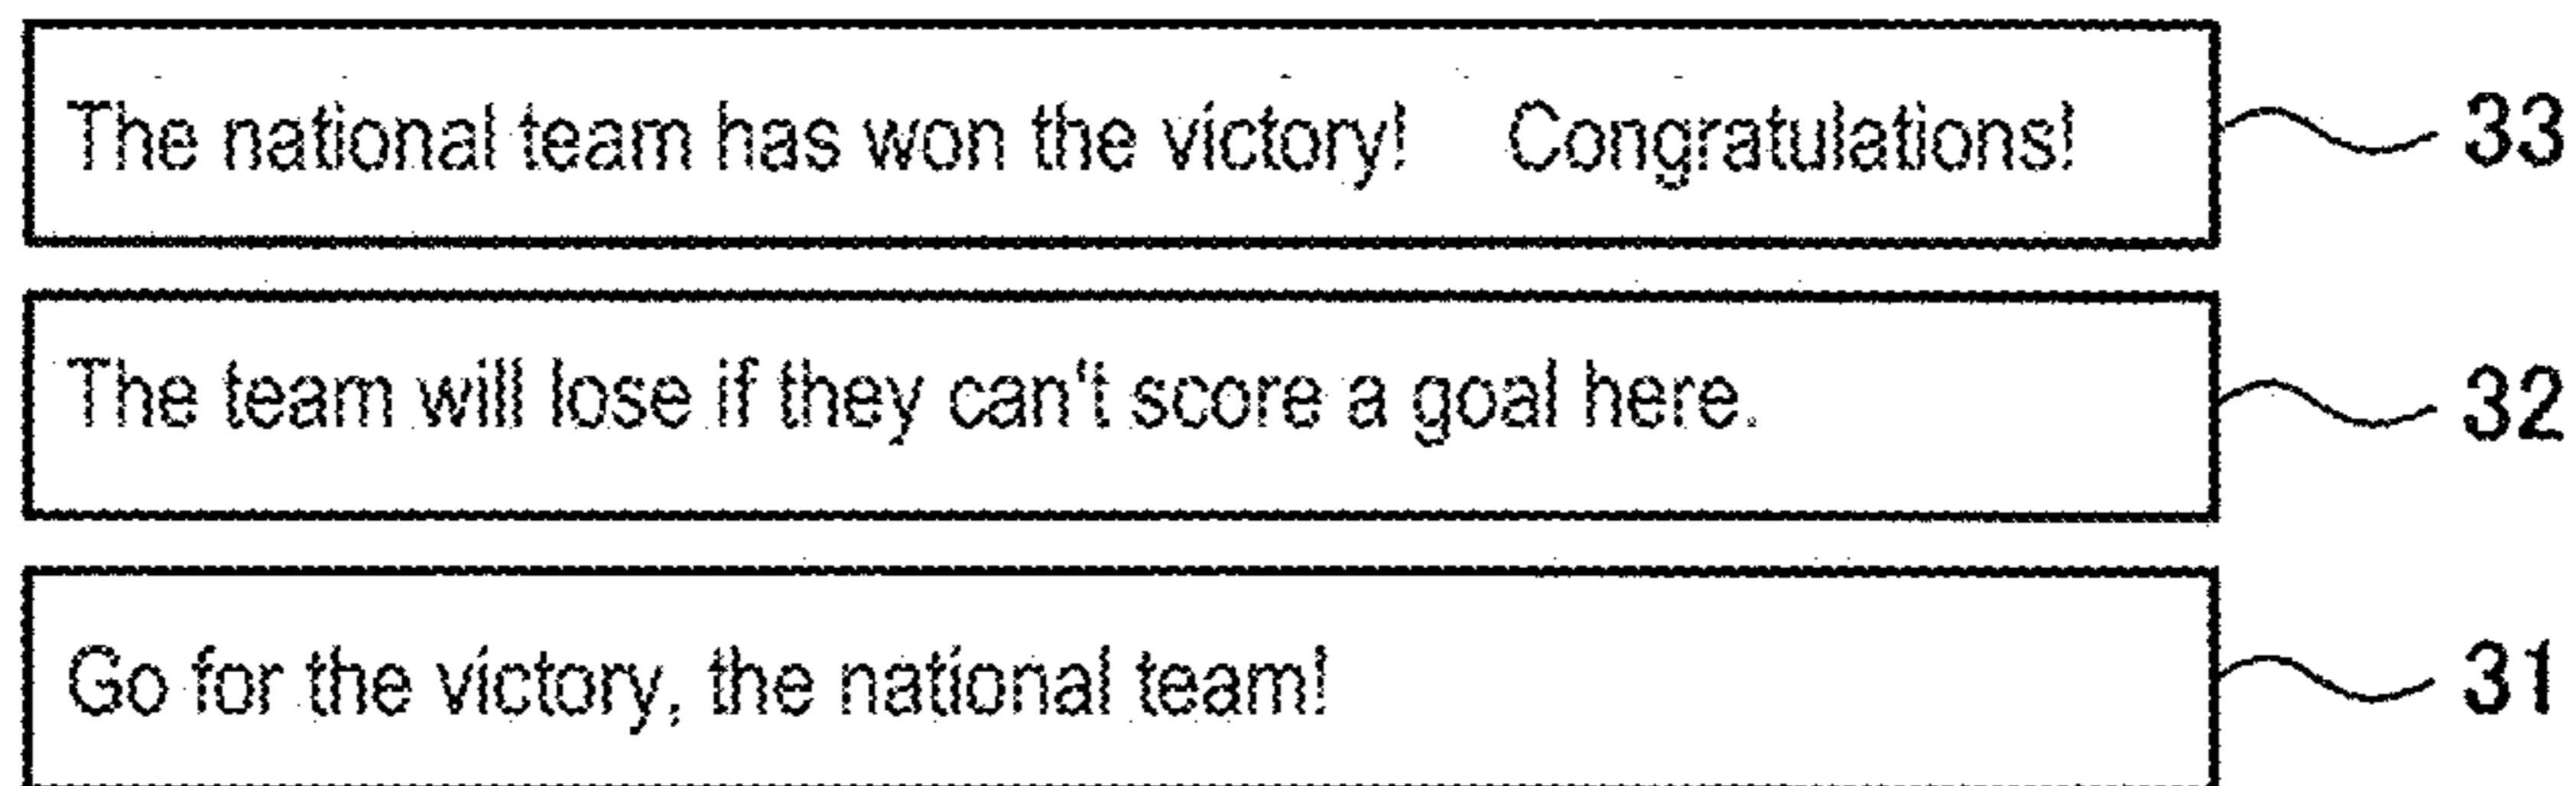 The national team has won the victory! Congratulations! 33
The team will lose if they can't score a goal here. 32
Go for the victory, the national team! 31